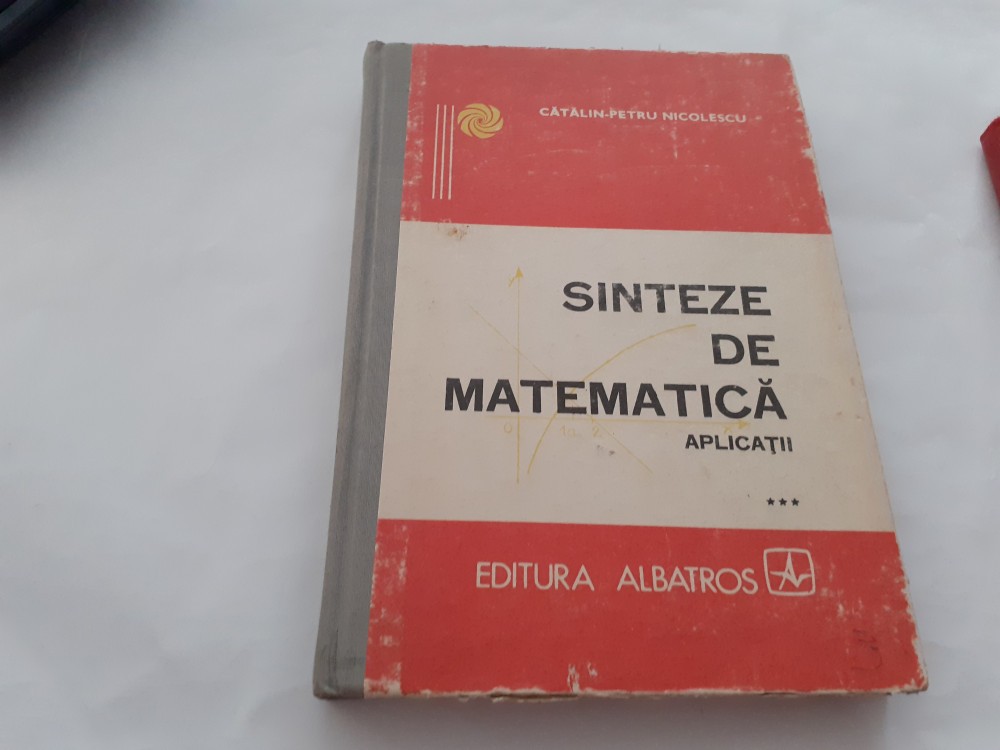 CĂTĂLIN-PETRU NICOLESCU
SINTEZE
DE
MATEMATICĂ
APLICAŢII
***
EDITURA ALBATROS